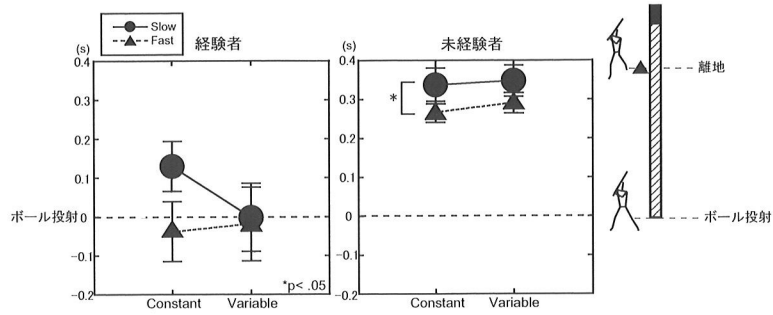 Slow
Fast
経験者
未経験者
(s)
0.4
0.3
0.2
0.1
ボール投射 0
-0.1
-0.2
Constant Variable
*p< .05
(s)
0.4
0.3
*
0.2
0.1
0
-0.1
-0.2
Constant Variable
離地
ボール投射